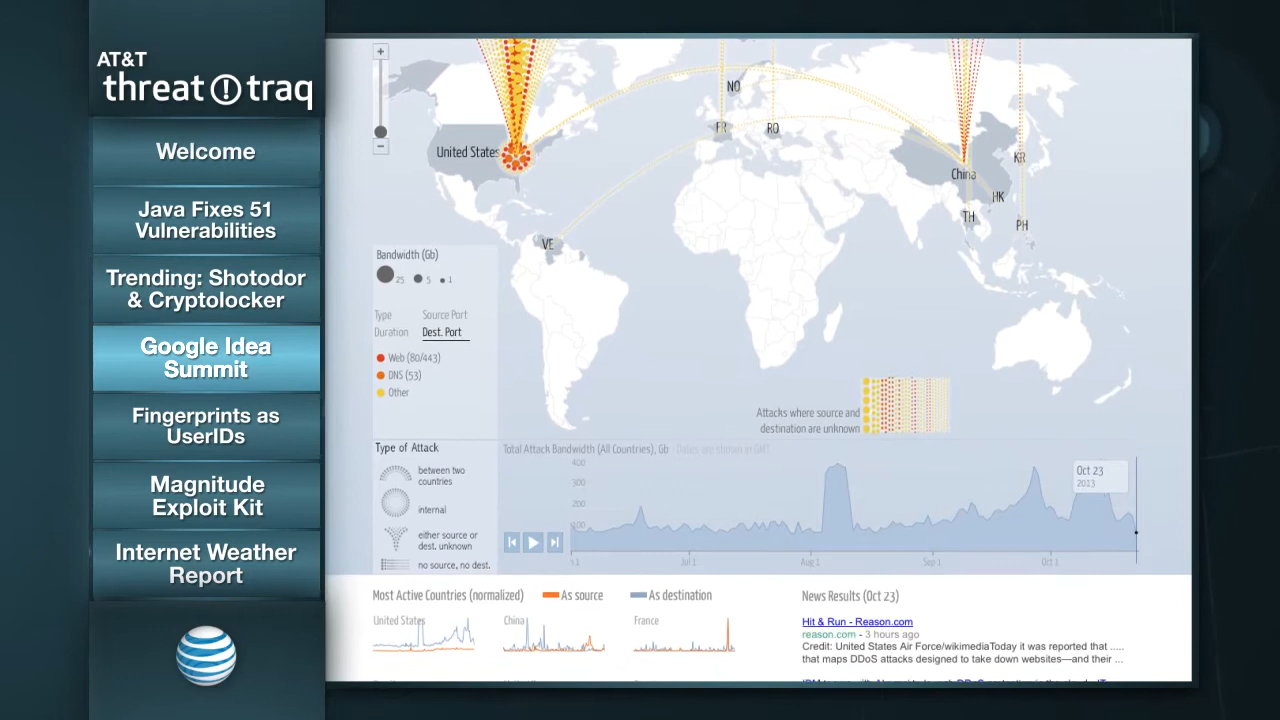 AT&T
threat traq
Welcome
Java Fixes 51
Vulnerabilities
Trending: Shotodor
& Cryptolocker
Google Idea
Summit
Fingerprints as
UserIDs
Magnitude
Exploit Kit
Internet Weather
Report
+
−
NO
FR
RO
United States
China
KR
HK
TH
PH
VE
Bandwidth (Gb)
25 5 1
Type Source Port
Duration Dest. Port
Web (80/443)
DNS (53)
Other
Attacks where source and
destination are unknown
Type of Attack
between two
countries
internal
either source or
dest. unknown
no source, no dest.
Total Attack Bandwidth (All Countries), Gb Dates are shown in GMT
400
300
200
100
Oct 23
2013
Jul 1 Aug 1 Sep 1 Oct 1
Most Active Countries (normalized) As source As destination
United States China France
News Results (Oct 23)
Hit & Run - Reason.com
reason.com - 3 hours ago
Credit: United States Air Force/wikimediaToday it was reported that .....
that maps DDoS attacks designed to take down websites—and their ...